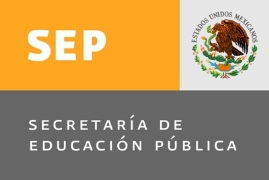 SEP
ESTADOS UNIDOS MEXICANOS
SECRETARÍA DE
EDUCACIÓN PÚBLICA